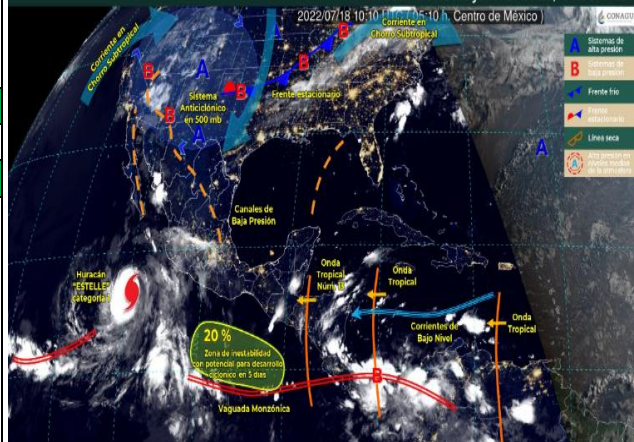 2022/07/18 10:10 UTC (05:10 h. Centro de México)
CONAGUA
Corriente en
Chorro Subtropical
Corriente en
Chorro Subtropical
A
Sistemas de
alta presión
B
Sistemas de
baja presión
Frente frío
Frente
estacionario
Línea seca
A
Alta presión en
niveles medios
de la atmósfera
B
A
B
B
B
Sistema
Anticiclónico
en 500 mb
Frente estacionario
A
A
Canales de
Baja Presión
Huracán
"ESTELLE"
categoría
Onda
Tropical
Núm.
Onda
Tropical
Onda
Tropical
Corrientes de
Bajo Nivel
20 %
Zona de inestabilidad
con potencial para desarrollo
ciclónico en 5 días
B
Vaguada Monzónica